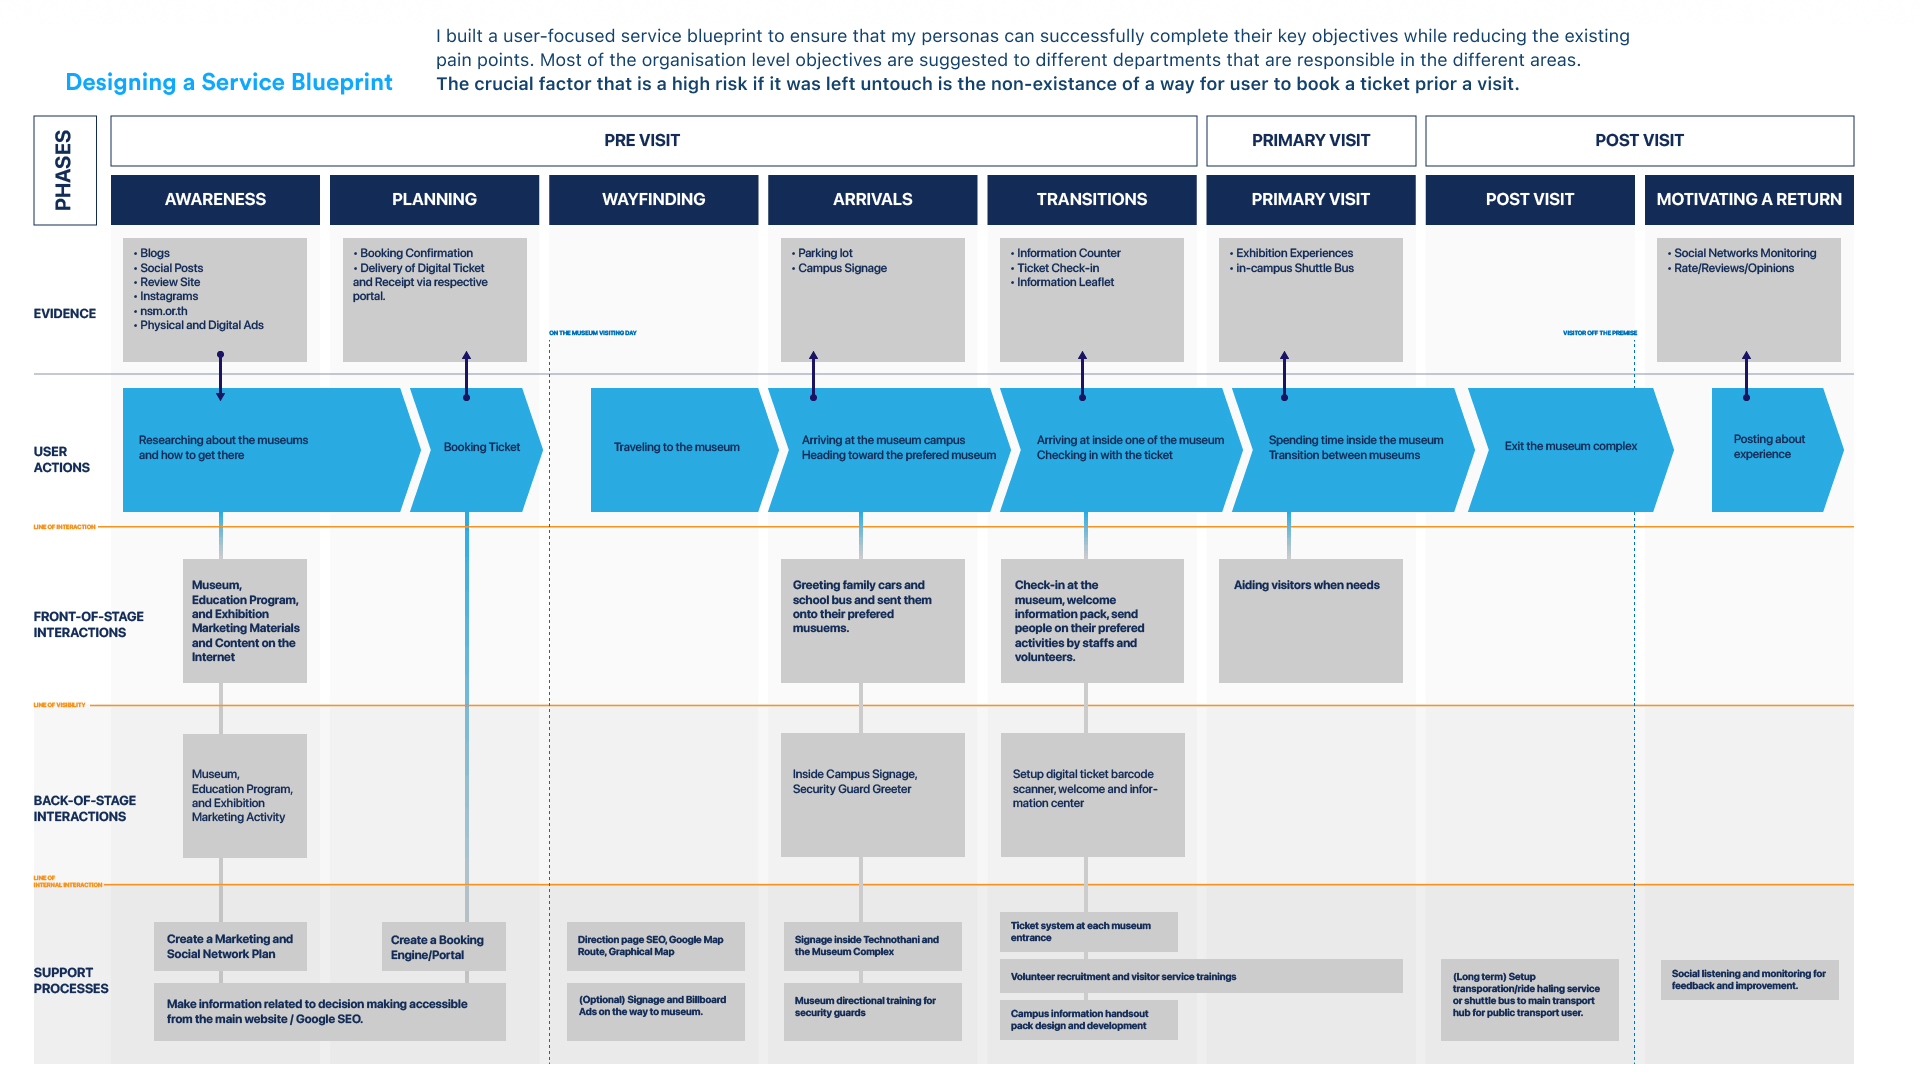 I built a user-focused service blueprint to ensure that my personas can successfully complete their key objectives while reducing the existing
pain points. Most of the organisation level objectives are suggested to different departments that are responsible in the different areas.
Designing a Service Blueprint
The crucial factor that is a high risk if it was left untouch is the non-existance of a way for user to book a ticket prior a visit.
PHASES
PRE VISIT
PRIMARY VISIT
POST VISIT
AWARENESS
PLANNING
WAYFINDING
ARRIVALS
TRANSITIONS
PRIMARY VISIT
POST VISIT
MOTIVATING A RETURN
EVIDENCE
• Blogs
• Social Posts
• Review Site
• Instagrams
• nsm.or.th
• Physical and Digital Ads
• Booking Confirmation
• Delivery of Digital Ticket
and Receipt via respective
portal.
ON THE MUSEUM VISITING DAY
• Parking lot
• Campus Signage
• Information Counter
• Ticket Check-in
• Information Leaflet
• Exhibition Experiences
• in-campus Shuttle Bus
VISITOR OFF THE PREMISE
• Social Networks Monitoring
• Rate/Reviews/Opinions
USER
ACTIONS
Researching about the museums
and how to get there
Booking Ticket
Traveling to the museum
Arriving at the museum campus
Heading toward the prefered museum
Arriving at inside one of the museum
Checking in with the ticket
Spending time inside the museum
Transition between museums
Exit the museum complex
Posting about
experience
LINE OF INTERACTION
FRONT-OF-STAGE
INTERACTIONS
Museum,
Education Program,
and Exhibition
Marketing Materials
and Content on the
Internet
Greeting family cars and
school bus and sent them
onto their prefered
musuems.
Check-in at the
museum, welcome
information pack, send
people on their prefered
activities by staffs and
volunteers.
Aiding visitors when needs
LINE OF VISIBILITY
BACK-OF-STAGE
INTERACTIONS
Museum,
Education Program,
and Exhibition
Marketing Activity
Inside Campus Signage,
Security Guard Greeter
Setup digital ticket barcode
scanner, welcome and infor-
mation center
LINE OF
INTERNAL INTERACTION
SUPPORT
PROCESSES
Create a Marketing and
Social Network Plan
Create a Booking
Engine/Portal
Make information related to decision making accessible
from the main website / Google SEO.
Direction page SEO, Google Map
Route, Graphical Map
(Optional) Signage and Billboard
Ads on the way to museum.
Signage inside Technothani and
the Museum Complex
Museum directional training for
security guards
Ticket system at each museum
entrance
Volunteer recruitment and visitor service trainings
Campus information handsout
pack design and development
(Long term) Setup
transporation/ride haling service
or shuttle bus to main transport
hub for public transport user.
Social listening and monitoring for
feedback and improvement.